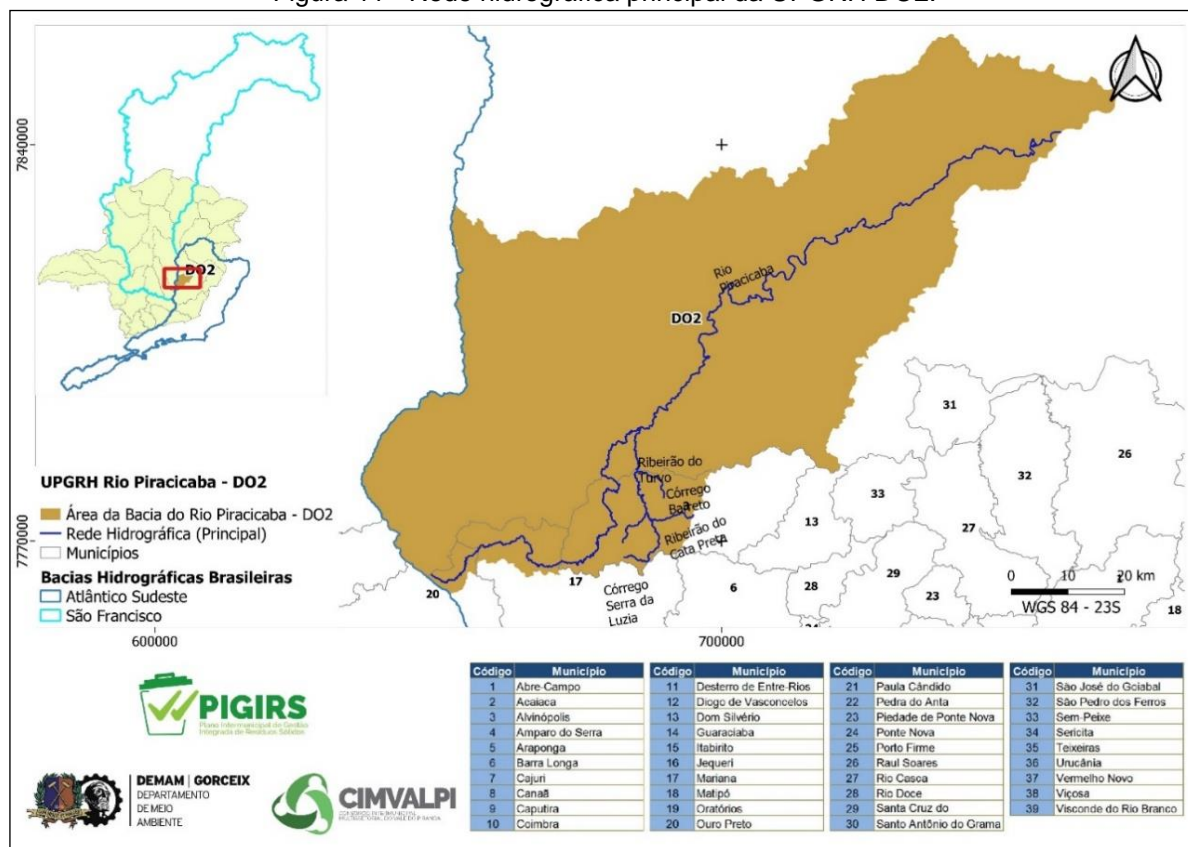 7840000
7770000
600000
700000
DO2
DO2
Rio
Piracicaba
Ribeirão do
Turvo
Córrego
Barreto
Ribeirão do
Cata Preta
Córrego
Serra da
Luzia
31
32
26
33
13
27
17
6
28
29
23
20
18
0 10 20 km
WGS 84 - 23S
UPGRH Rio Piracicaba - DO2
Área da Bacia do Rio Piracicaba - DO2
Rede Hidrográfica (Principal)
Municípios
Bacias Hidrográficas Brasileiras
Atlântico Sudeste
São Francisco
PIGIRS
Plano Intermunicipal de Gestão
Integrada de Resíduos Sólidos
DEMAM | GORCEIX
DEPARTAMENTO
DE MEIO
AMBIENTE
CIMVALPI
Código Município
1 Abre-Campo
2 Acaiaca
3 Alvinópolis
4 Amparo do Serra
5 Araponga
6 Barra Longa
7 Cajuri
8 Canaã
9 Caputira
10 Coimbra
Código Município
11 Desterro de Entre-Rios
12 Diogo de Vasconcelos
13 Dom Silvério
14 Guaraciaba
15 Itabirito
16 Jequeri
17 Mariana
18 Matipó
19 Oratórios
20 Ouro Preto
Código Município
21 Paula Cândido
22 Pedra do Anta
23 Piedade de Ponte Nova
24 Ponte Nova
25 Porto Firme
26 Raul Soares
27 Rio Casca
28 Rio Doce
29 Santa Cruz do
30 Santo Antônio do Grama
Código Município
31 São José do Goiabal
32 São Pedro dos Ferros
33 Sem-Peixe
34 Sericita
35 Teixeiras
36 Urucânia
37 Vermelho Novo
38 Viçosa
39 Visconde do Rio Branco